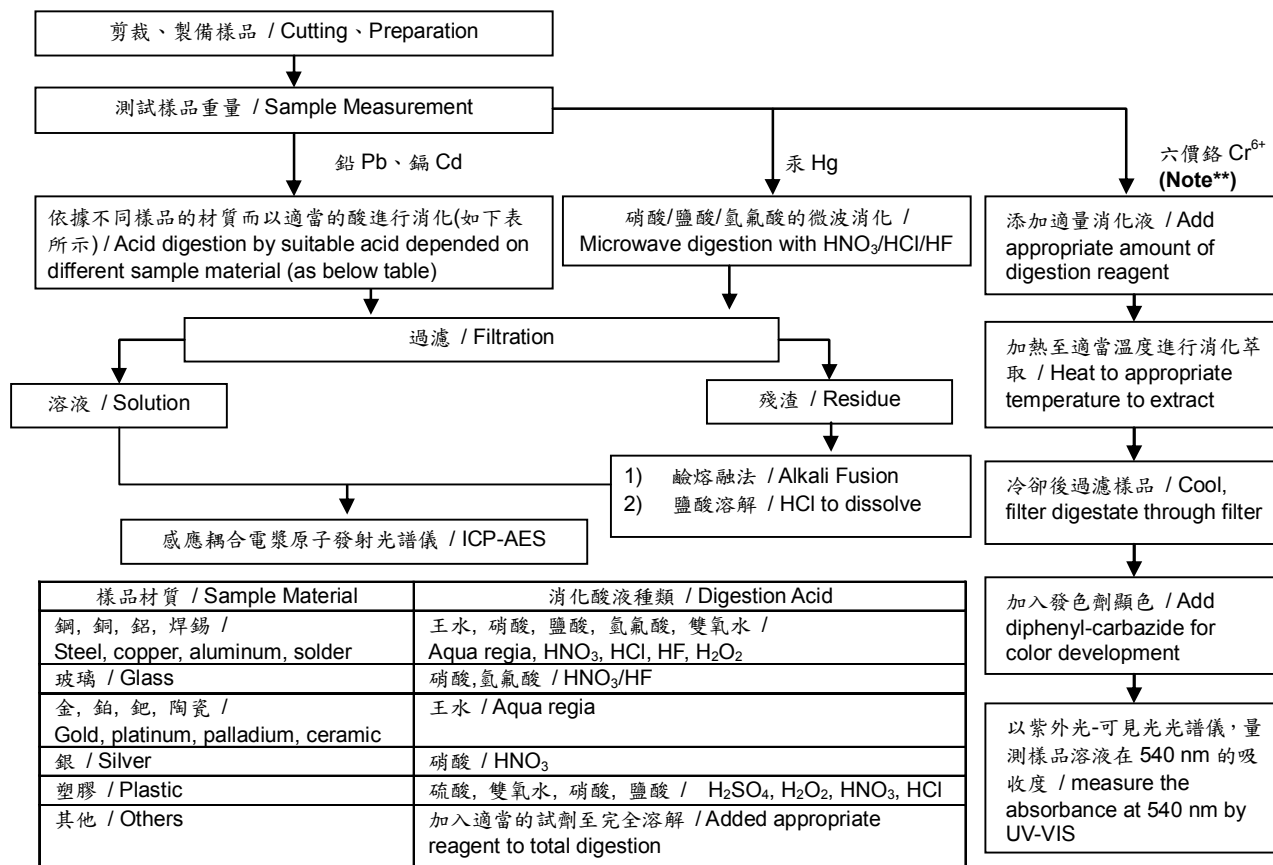 剪裁、製備樣品 / Cutting、Preparation
測試樣品重量 / Sample Measurement
鉛 Pb、鎘 Cd
汞 Hg
六價鉻 Cr6+
(Note**)
依據不同樣品的材質而以適當的酸進行消化(如下表
所示) / Acid digestion by suitable acid depended on
different sample material (as below table)
硝酸/鹽酸/氫氟酸的微波消化 /
Microwave digestion with HNO3/HCl/HF
添加適量消化液 / Add
appropriate amount of
digestion reagent
過濾 / Filtration
加熱至適當溫度進行消化萃
取 / Heat to appropriate
temperature to extract
溶液 / Solution
殘渣 / Residue
1) 鹼熔融法 / Alkali Fusion
2) 鹽酸溶解 / HCl to dissolve
冷卻後過濾樣品 / Cool,
filter digestate through filter
感應耦合電漿原子發射光譜儀 / ICP-AES
加入發色劑顯色 / Add
diphenyl-carbazide for
color development
以紫外光-可見光光譜儀，量
測樣品溶液在 540 nm 的吸
收度 / measure the
absorbance at 540 nm by
UV-VIS
樣品材質 / Sample Material
消化酸液種類 / Digestion Acid
鋼, 銅, 鋁, 焊錫 /
Steel, copper, aluminum, solder
王水, 硝酸, 鹽酸, 氫氟酸, 雙氧水 /
Aqua regia, HNO3, HCl, HF, H2O2
玻璃 / Glass
硝酸,氫氟酸 / HNO3/HF
金, 鉑, 鈀, 陶瓷 /
Gold, platinum, palladium, ceramic
王水 / Aqua regia
銀 / Silver
硝酸 / HNO3
塑膠 / Plastic
硫酸, 雙氧水, 硝酸, 鹽酸 / H2SO4, H2O2, HNO3, HCl
其他 / Others
加入適當的試劑至完全溶解 / Added appropriate
reagent to total digestion